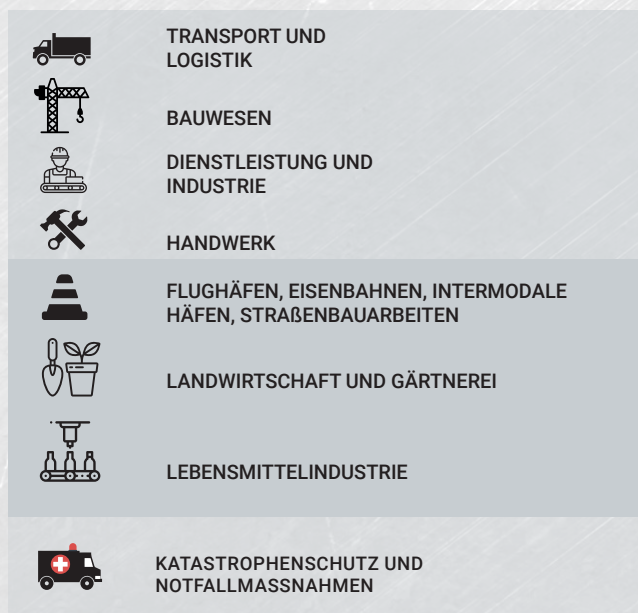 TRANSPORT UND
LOGISTIK
BAUWESEN
DIENSTLEISTUNG UND
INDUSTRIE
HANDWERK
FLUGHÄFEN, EISENBAHNEN, INTERMODALE
HÄFEN, STRAßENBAUARBEITEN
LANDWIRTSCHAFT UND GÄRTNEREI
LEBENSMITTELINDUSTRIE
KATASTROPHENSCHUTZ UND
NOTFALLMASSNAHMEN